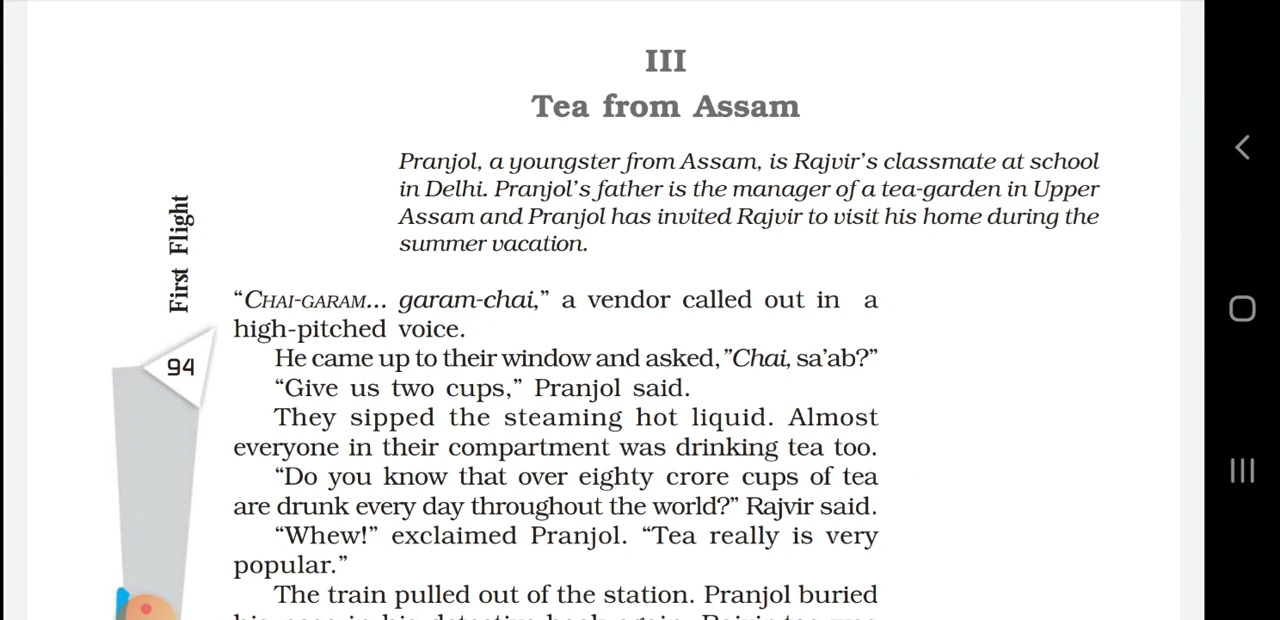 III
Tea from Assam
Pranjol, a youngster from Assam, is Rajvir's classmate at school
in Delhi. Pranjol's father is the manager of a tea-garden in Upper
Assam and Pranjol has invited Rajvir to visit his home during the
summer vacation.
First Flight
94
“CHAI-GARAM... garam-chai,” a vendor called out in a
high-pitched voice.
He came up to their window and asked, ”Chai, sa’ab?”
“Give us two cups,” Pranjol said.
They sipped the steaming hot liquid. Almost
everyone in their compartment was drinking tea too.
“Do you know that over eighty crore cups of tea
are drunk every day throughout the world?” Rajvir said.
“Whew!” exclaimed Pranjol. “Tea really is very
popular.”
The train pulled out of the station. Pranjol buried